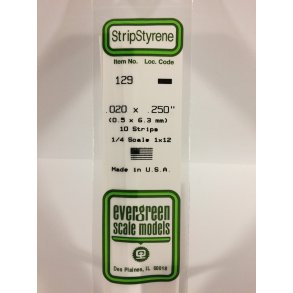 StripStyrene
Item No. Loc. Code
129
.020 x .250"
(0.5 x 6.3 mm)
10 Strips
1/4 Scale 1x12
Made in U.S.A.
evergreen
scale models
Des Plaines, IL 60018